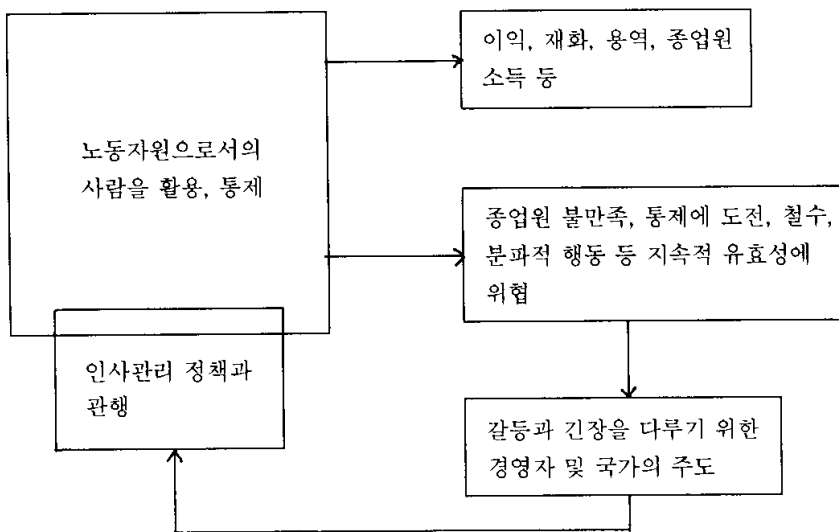 이익, 재화, 용역, 종업원
소득 등
노동자원으로서의
사람을 활용, 통제
종업원 불만족, 통제에 도전, 철수,
분파적 행동 등 지속적 유효성에
위협
인사관리 정책과
관행
갈등과 긴장을 다루기 위한
경영자 및 국가의 주도